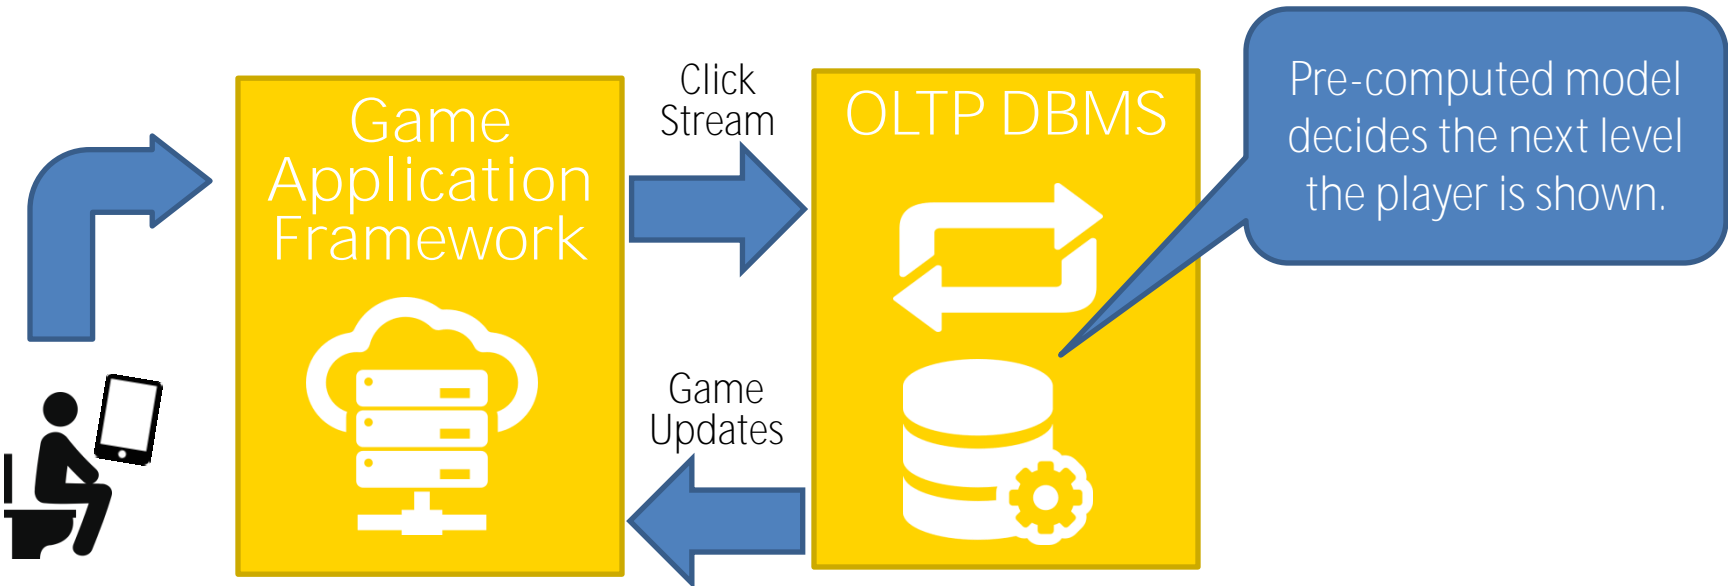 Game
Application
Framework
Click
Stream
OLTP DBMS
Pre-computed model
decides the next level
the player is shown.
Game
Updates